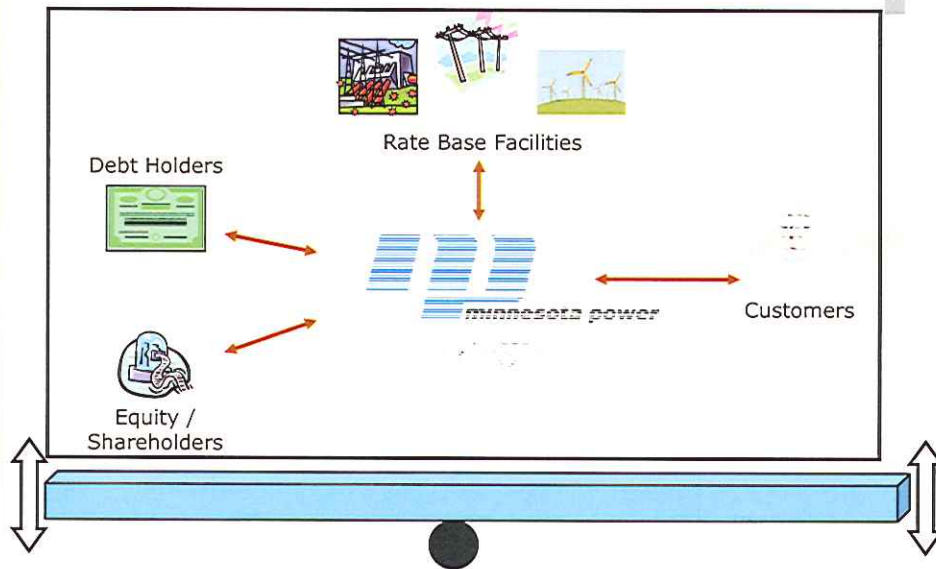 Rate Base Facilities
Debt Holders
minnesota power
Customers
Equity /
Shareholders